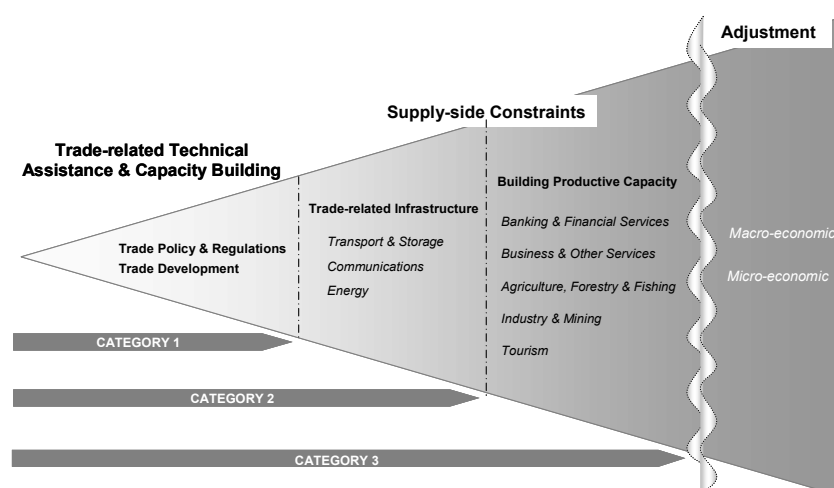 Adjustment
Supply-side Constraints
Trade-related Technical
Assistance & Capacity Building
Building Productive Capacity
Trade-related Infrastructure
Banking & Financial Services
Macro-economic
Transport & Storage
Trade Policy & Regulations
Business & Other Services
Communications
Trade Development
Micro-economic
Energy
Agriculture, Forestry & Fishing
Industry & Mining
CATEGORY 1
Tourism
CATEGORY 2
CATEGORY 3